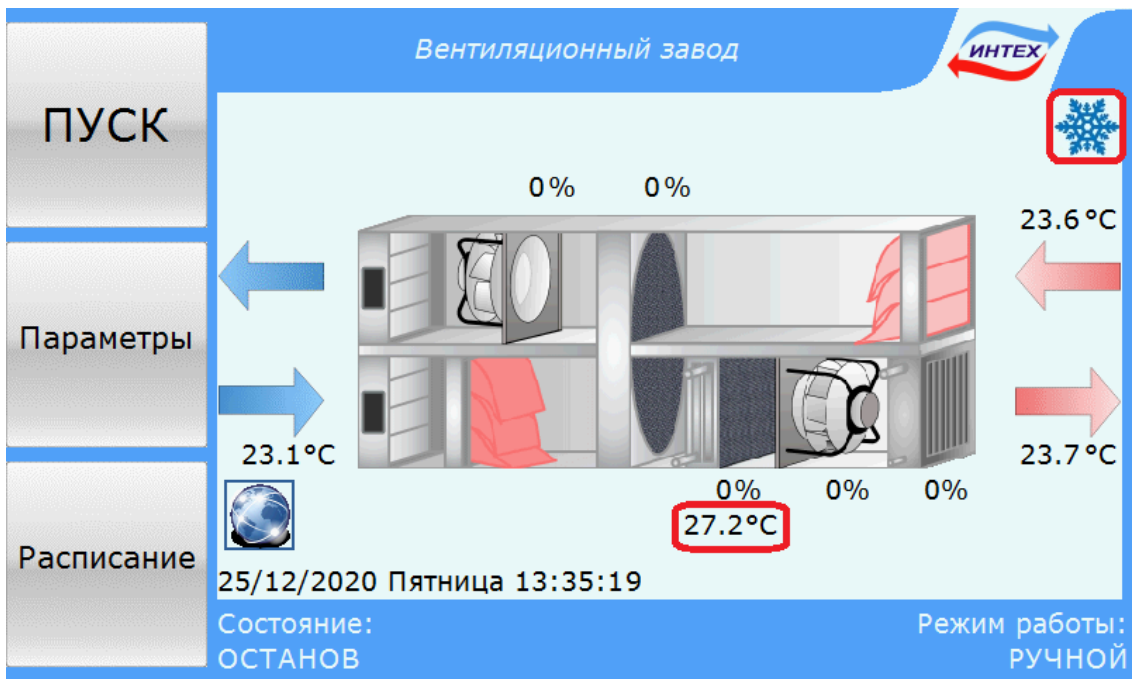 Вентиляционный завод
ИНТЕХ
ПУСК
0% 0%
23.6°C
Параметры
23.1°C
23.7°C
0% 0% 0%
27.2°C
Расписание
25/12/2020 Пятница 13:35:19
Состояние:
ОСТАНОВ
Режим работы:
РУЧНОЙ